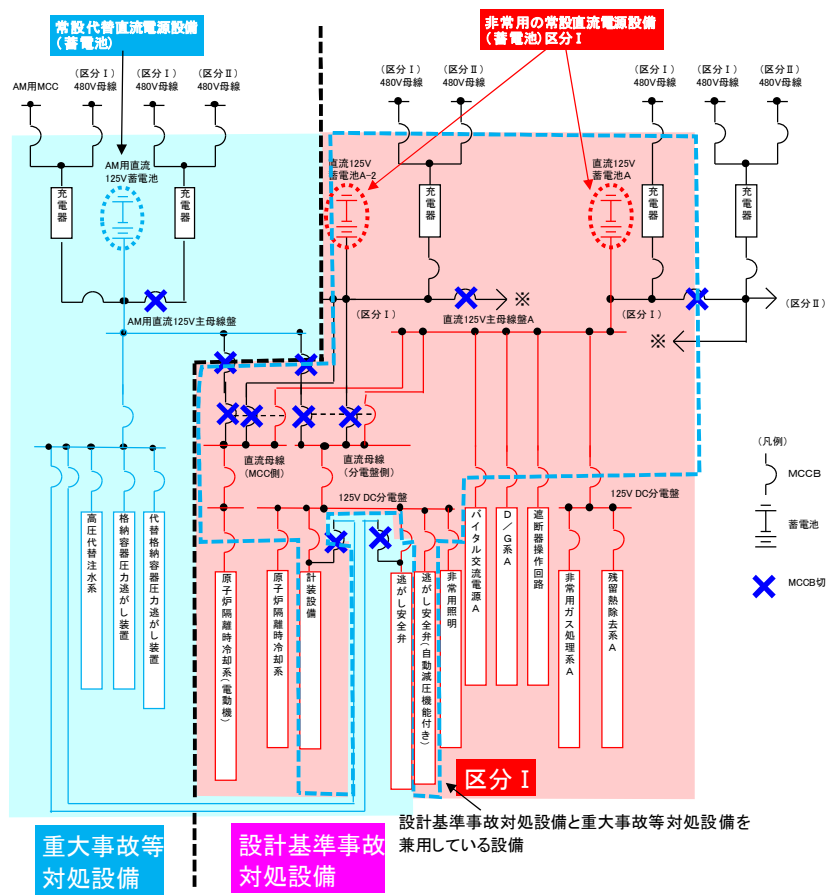 常設代替直流電源設備
(蓄電池)
非常用の常設直流電源設備
(蓄電池)区分Ⅰ
AM用MCC
(区分Ⅰ)
480V母線
(区分Ⅰ)
480V母線
(区分Ⅱ)
480V母線
(区分Ⅰ)
480V母線
(区分Ⅱ)
480V母線
(区分Ⅰ)
480V母線
(区分Ⅰ)
480V母線
(区分Ⅱ)
480V母線
AM用直流
125V蓄電池
直流125V
蓄電池A-2
直流125V
蓄電池A
充電器
充電器
充電器
充電器
充電器
※
(区分Ⅰ)
(区分Ⅰ)
(区分Ⅱ)
※
AM用直流125V主母線盤
直流125V主母線盤A
直流母線
(MCC側)
直流母線
(分電盤側)
125V DC分電盤
125V DC分電盤
(凡例)
MCCB
蓄電池
MCCB切
高圧代替注水系
格納容器圧力逃がし装置
代替格納容器圧力逃がし装置
原子炉隔離時冷却系(電動機)
原子炉隔離時冷却系
計装設備
逃がし安全弁
逃がし安全弁(自動減圧機能付き)
非常用照明
バイタル交流電源A
D/G系A
遮断器操作回路
非常用ガス処理系A
残留熱除去系A
区分Ⅰ
設計基準事故対処設備と重大事故等対処設備を
兼用している設備
重大事故等
対処設備
設計基準事故
対処設備